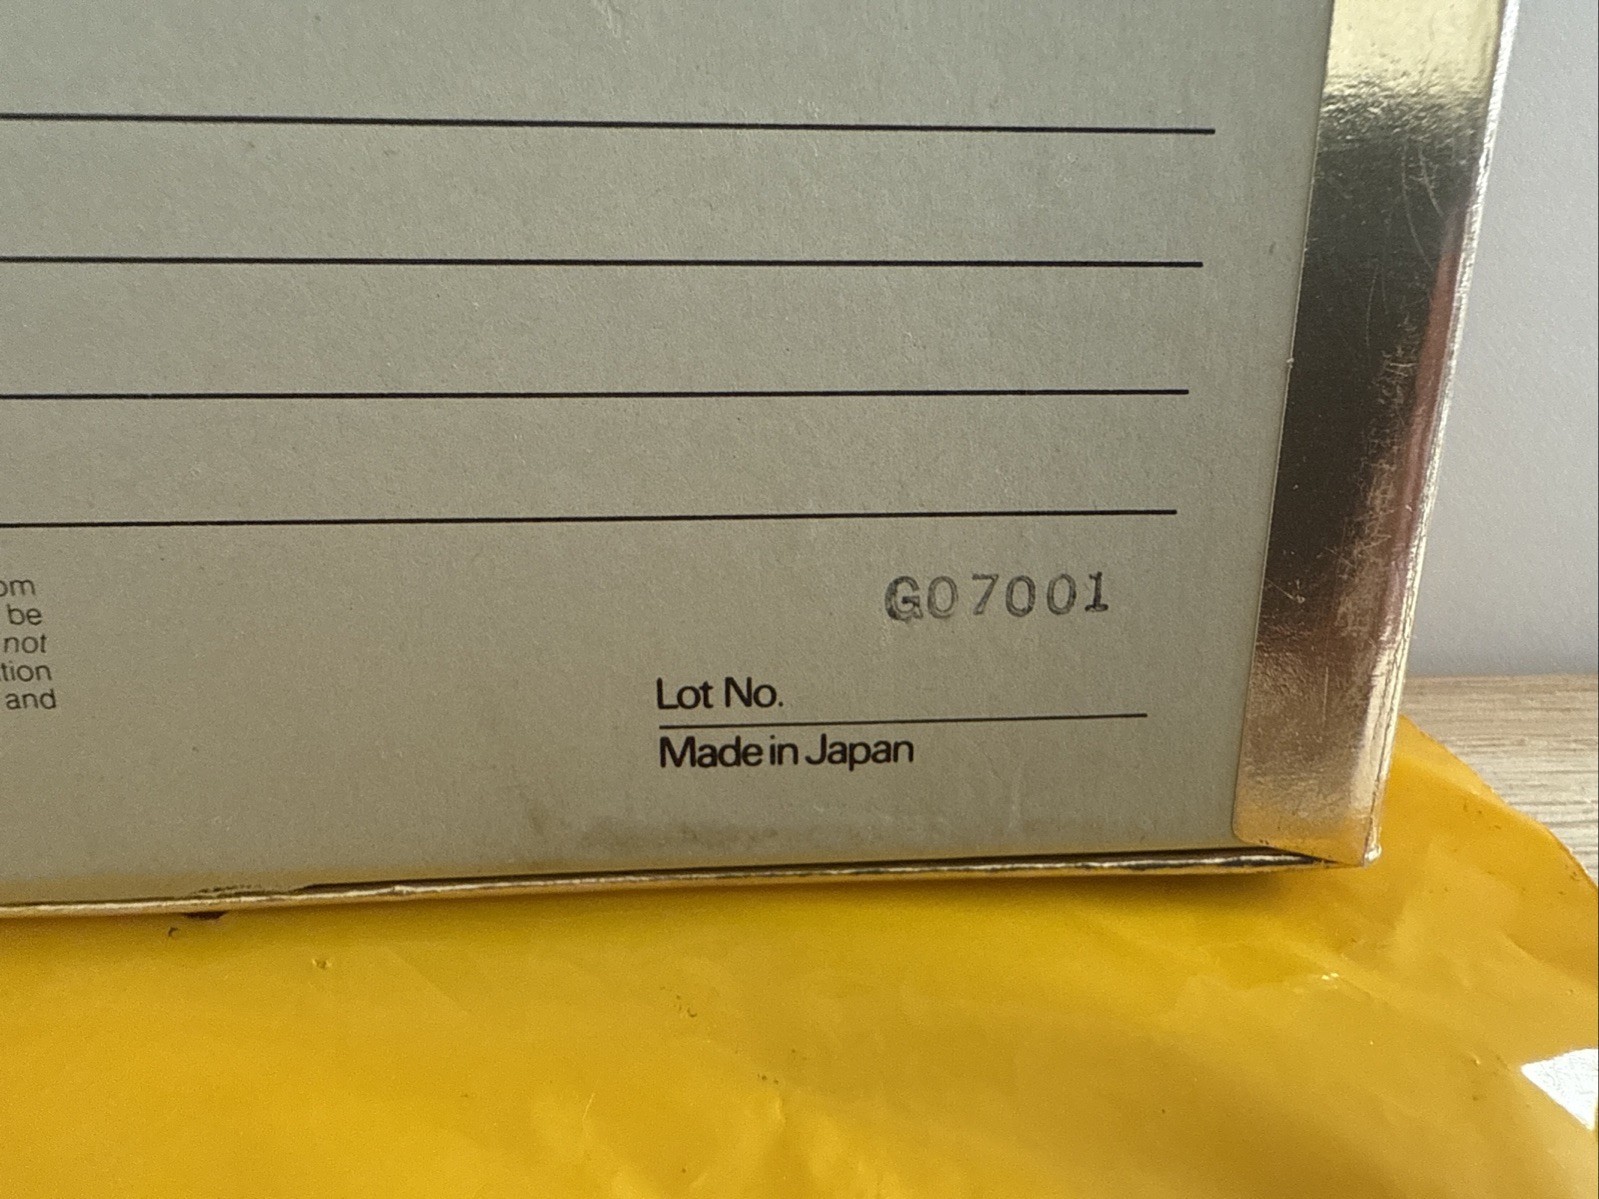 om
be
not
tion
and
G07001
Lot No.
Made in Japan